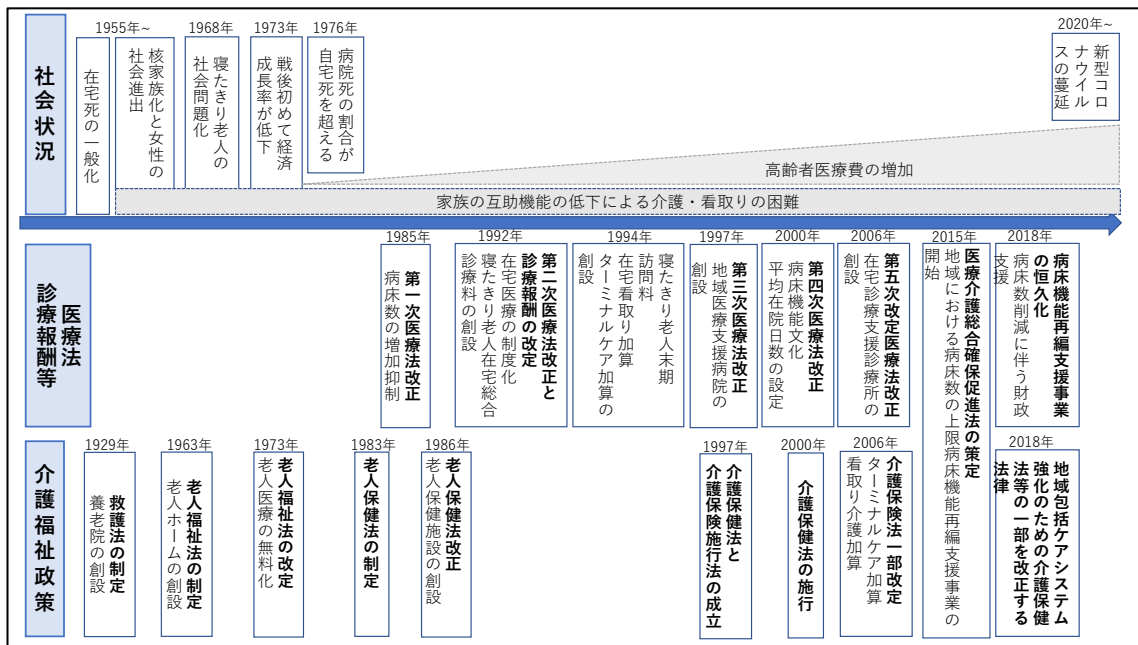 社会状況
1955年~
1968年
1973年
1976年
2020年~
在宅死の一般化
核家族化と女性の
社会進出
寝たきり老人の
社会問題化
戦後初めて経済
成長率が低下
病院死の割合が
自宅死を超える
新型コロ
ナウイル
スの蔓延
高齢者医療費の増加
家族の互助機能の低下による介護・看取りの困難
医療法
診療報酬等
1985年
第一次医療法改正
病床数の増加抑制
1992年
第二次医療法改正と
診療報酬の改定
在宅医療の制度化
寝たきり老人在宅総合
診療料の創設
1994年
寝たきり老人末期
訪問料
在宅看取り加算
ターミナルケア加算の
創設
1997年
第三次医療法改正
地域医療支援病院の
創設
2000年
第四次医療法改正
病床機能文化
平均在院日数の設定
2006年
第五次改定医療法改正
在宅診療支援診療所の
創設
2015年
医療介護総合確保促進法の策定
地域における病床数の上限病床機能再編支援事業の
開始
2018年
病床機能再編支援事業
の恒久化
病床数削減に伴う財政
支援
介護福祉政策
1929年
救護法の制定
養老院の創設
1963年
老人福祉法の制定
老人ホームの創設
1973年
老人福祉法の改定
老人医療の無料化
1983年
老人保健法の制定
1986年
老人保健法改正
老人保健施設の創設
1997年
介護保健法と
介護保険施行法の成立
2000年
介護保健法の施行
2006年
介護保険法一部改定
ターミナルケア加算
看取り介護加算
2018年
地域包括ケアシステム
強化のための介護保健
法等の一部を改正する
法律